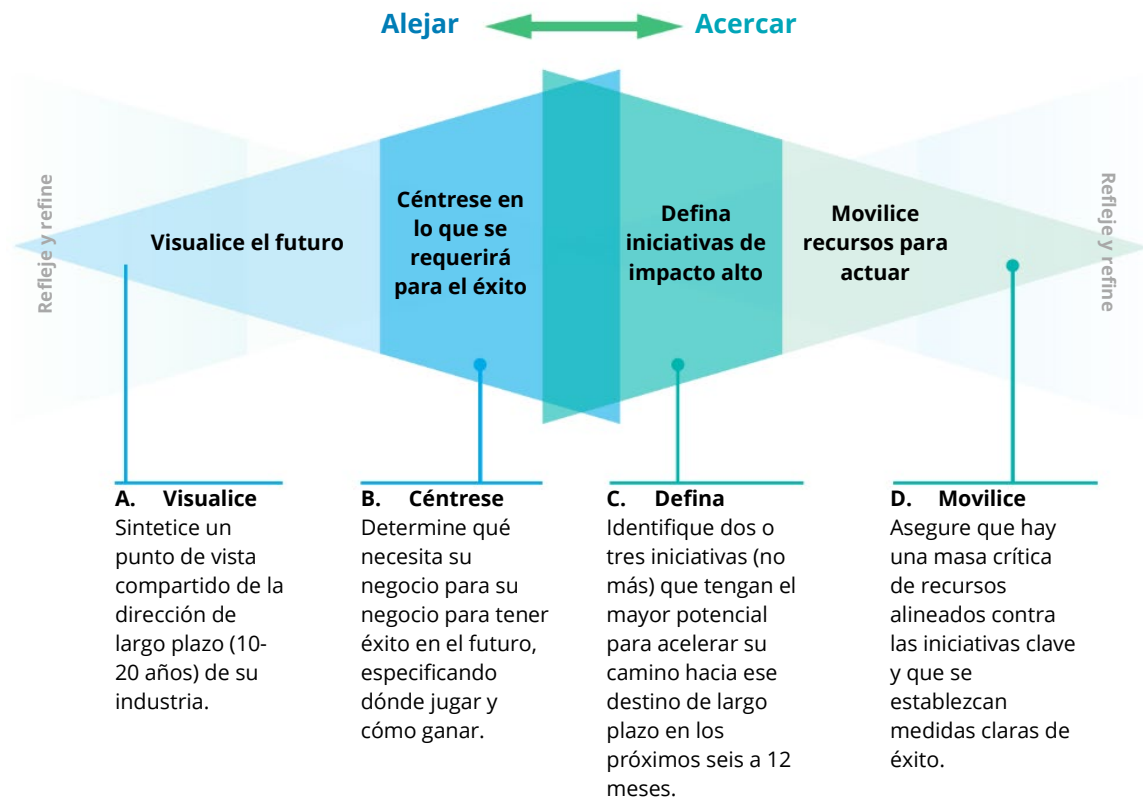 Alejar
Acercar
Refleje y refine
Visualice el futuro
Céntrese en
lo que se
requerirá
para el éxito
Defina
iniciativas de
impacto alto
Movilice
recursos para
actuar
Refleje y refine
A. Visualice
Sintetice un
punto de vista
compartido de la
dirección de
largo plazo (10-
20 años) de su
industria.
B. Céntrese
Determine qué
necesita su
negocio para su
negocio para tener
éxito en el futuro,
especificando
dónde jugar y
cómo ganar.
C. Defina
Identifique dos o
tres iniciativas (no
más) que tengan el
mayor potencial
para acelerar su
camino hacia ese
destino de largo
plazo en los
próximos seis a 12
meses.
D. Movilice
Asegure que hay
una masa crítica
de recursos
alineados contra
las iniciativas clave
y que se
establezcan
medidas claras de
éxito.